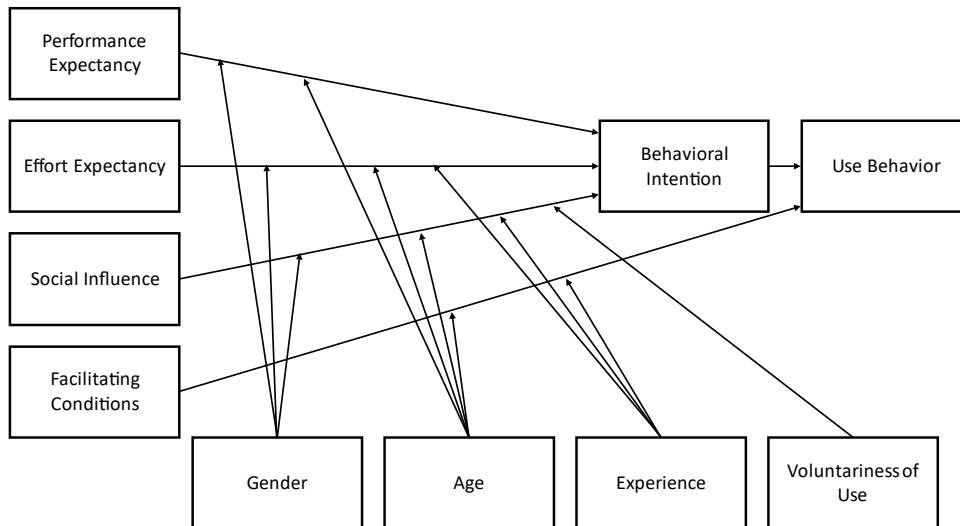 Performance
Expectancy
Effort Expectancy
Behavioral
Intention
Use Behavior
Social Influence
Facilitating
Conditions
Gender
Age
Experience
Voluntariness of
Use